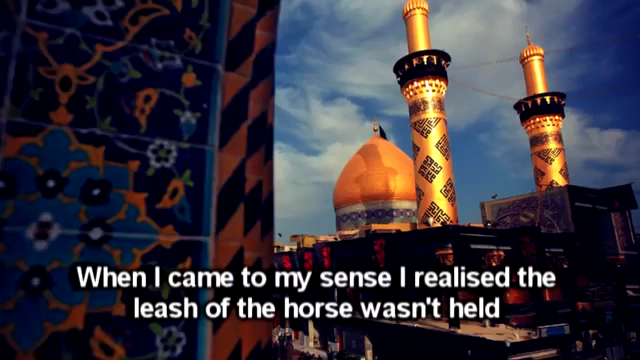 When I came to my sense I realised the
leash of the horse wasn't held